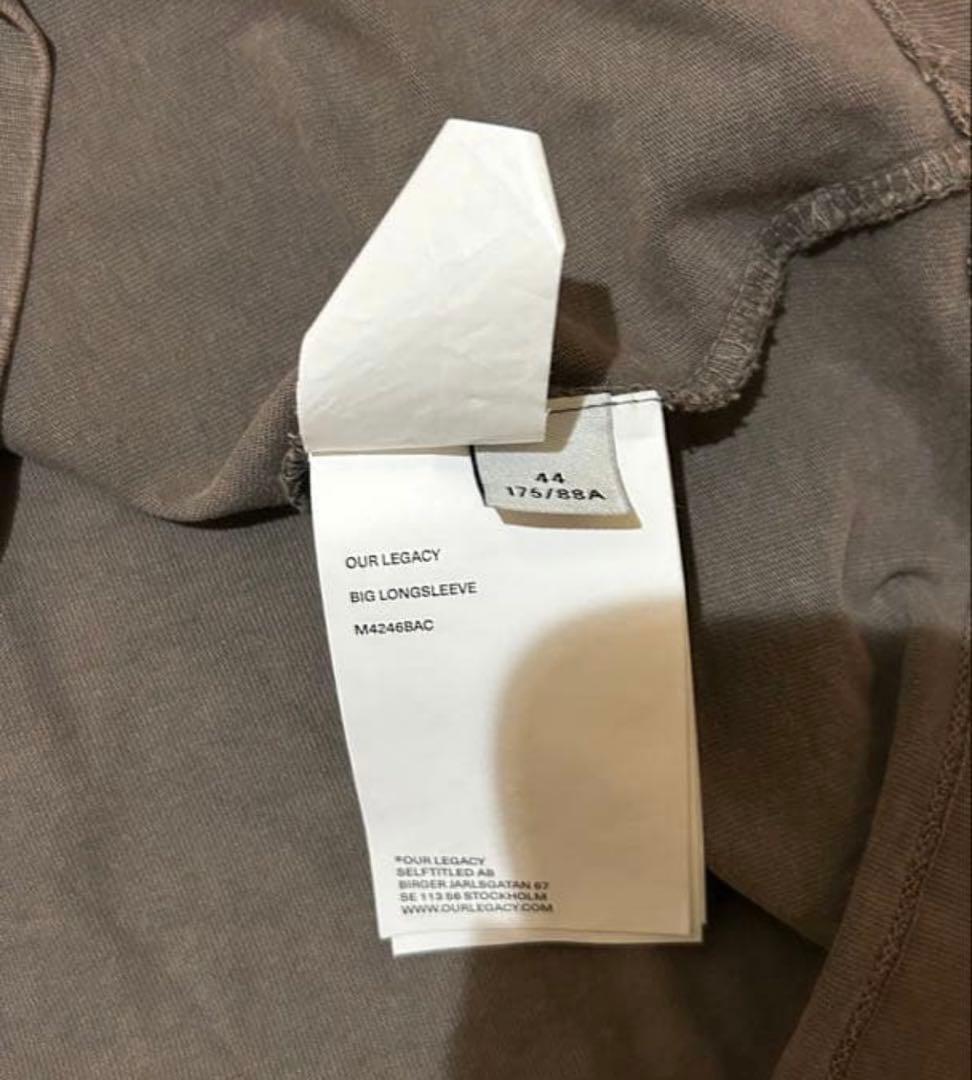 44
175/88A
OUR LEGACY
BIG LONGSLEEVE
M4246BAC
®OUR LEGACY
SELFTITLED AB
BIRGER JARLSGATAN 67
SE 113 56 STOCKHOLM
WWW.OURLEGACY.COM